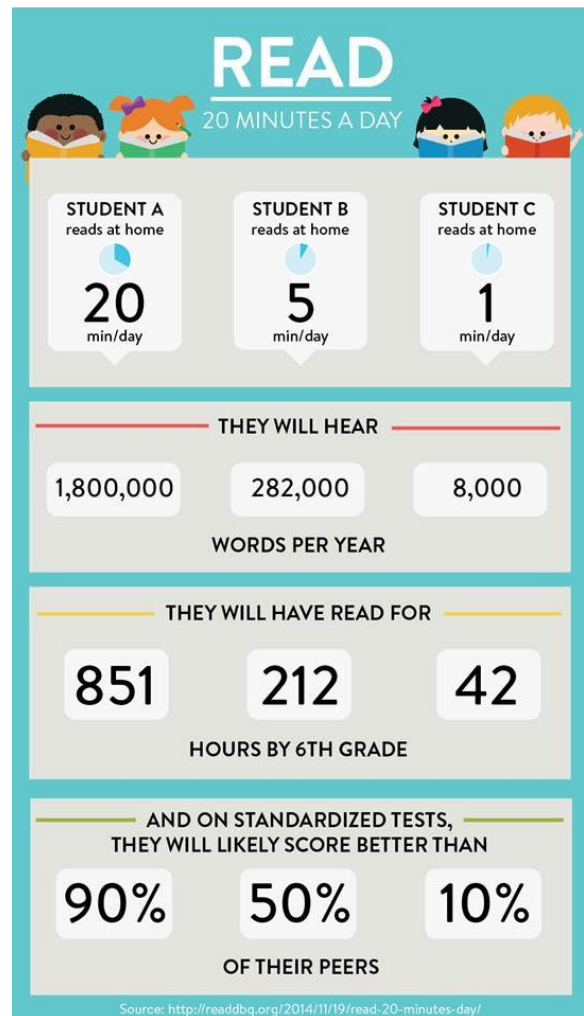 READ
20 MINUTES A DAY
STUDENT A
reads at home
20
min/day
STUDENT B
reads at home
5
min/day
STUDENT C
reads at home
1
min/day
THEY WILL HEAR
1,800,000 282,000 8,000
WORDS PER YEAR
THEY WILL HAVE READ FOR
851 212 42
HOURS BY 6TH GRADE
AND ON STANDARDIZED TESTS,
THEY WILL LIKELY SCORE BETTER THAN
90% 50% 10%
OF THEIR PEERS
Source: http://readdbq.org/2014/11/19/read-20-minutes-day/